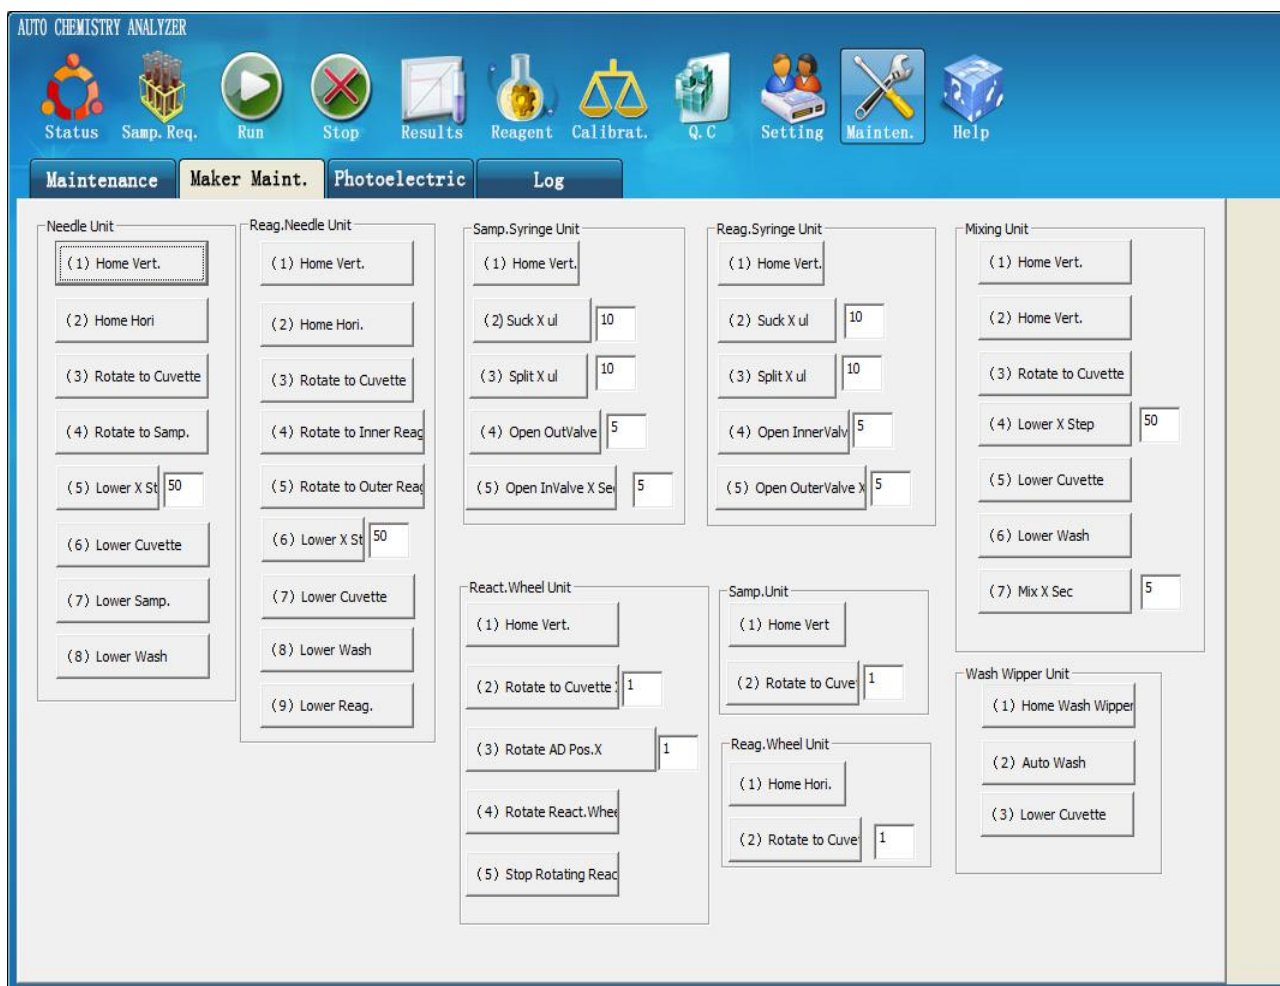 AUTO CHEMISTRY ANALYZER
Status Samp.Req. Run Stop Results Reagent Calibrat. Q.C Setting Mainten. Help
Maintenance Maker Maint. Photoelectric Log
Needle Unit
(1) Home Vert.
(2) Home Hori
(3) Rotate to Cuvette
(4) Rotate to Samp.
(5) Lower X St 50
(6) Lower Cuvette
(7) Lower Samp.
(8) Lower Wash
Reag.Needle Unit
(1) Home Vert.
(2) Home Hori.
(3) Rotate to Cuvette
(4) Rotate to Inner Reag
(5) Rotate to Outer Reag
(6) Lower X St 50
(7) Lower Cuvette
(8) Lower Wash
(9) Lower Reag.
Samp.Syringe Unit
(1) Home Vert.
(2) Suck X ul 10
(3) Split X ul 10
(4) Open OutValve 5
(5) Open InValve X Se 5
Reag.Syringe Unit
(1) Home Vert.
(2) Suck X ul 10
(3) Split X ul 10
(4) Open InnerValv 5
(5) Open OuterValve X 5
Mixing Unit
(1) Home Vert.
(2) Home Vert.
(3) Rotate to Cuvette
(4) Lower X Step 50
(5) Lower Cuvette
(6) Lower Wash
(7) Mix X Sec 5
React.Wheel Unit
(1) Home Vert.
(2) Rotate to Cuvette X 1
(3) Rotate AD Pos.X 1
(4) Rotate React.Whee
(5) Stop Rotating Reac
Samp.Unit
(1) Home Vert
(2) Rotate to Cuve 1
Reag.Wheel Unit
(1) Home Hori.
(2) Rotate to Cuve 1
Wash Wipper Unit
(1) Home Wash Wipper
(2) Auto Wash
(3) Lower Cuvette